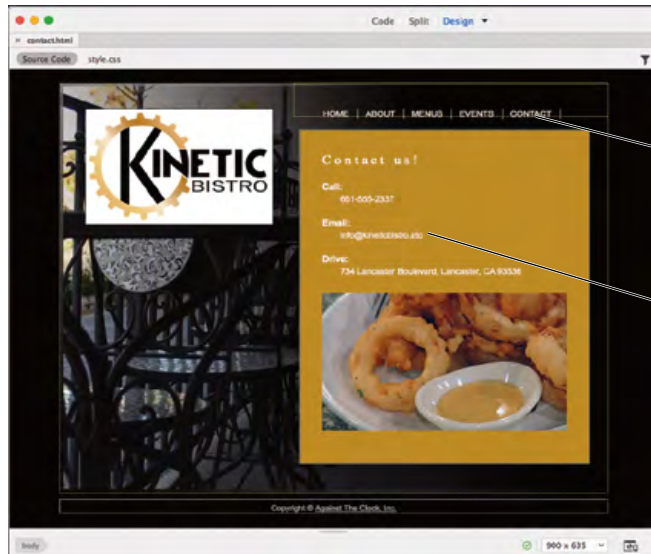 Code Split Design
× contact.html
Source Code style.css
HOME | ABOUT | MENUS | EVENTS | CONTACT |
KINETIC
BISTRO
Contact us!
Call:
661-555-2337
Email:
info@kineticbistro.atc
Drive:
734 Lancaster Boulevard, Lancaster, CA 93536
Copyright © Against The Clock, Inc.
body
900 x 635